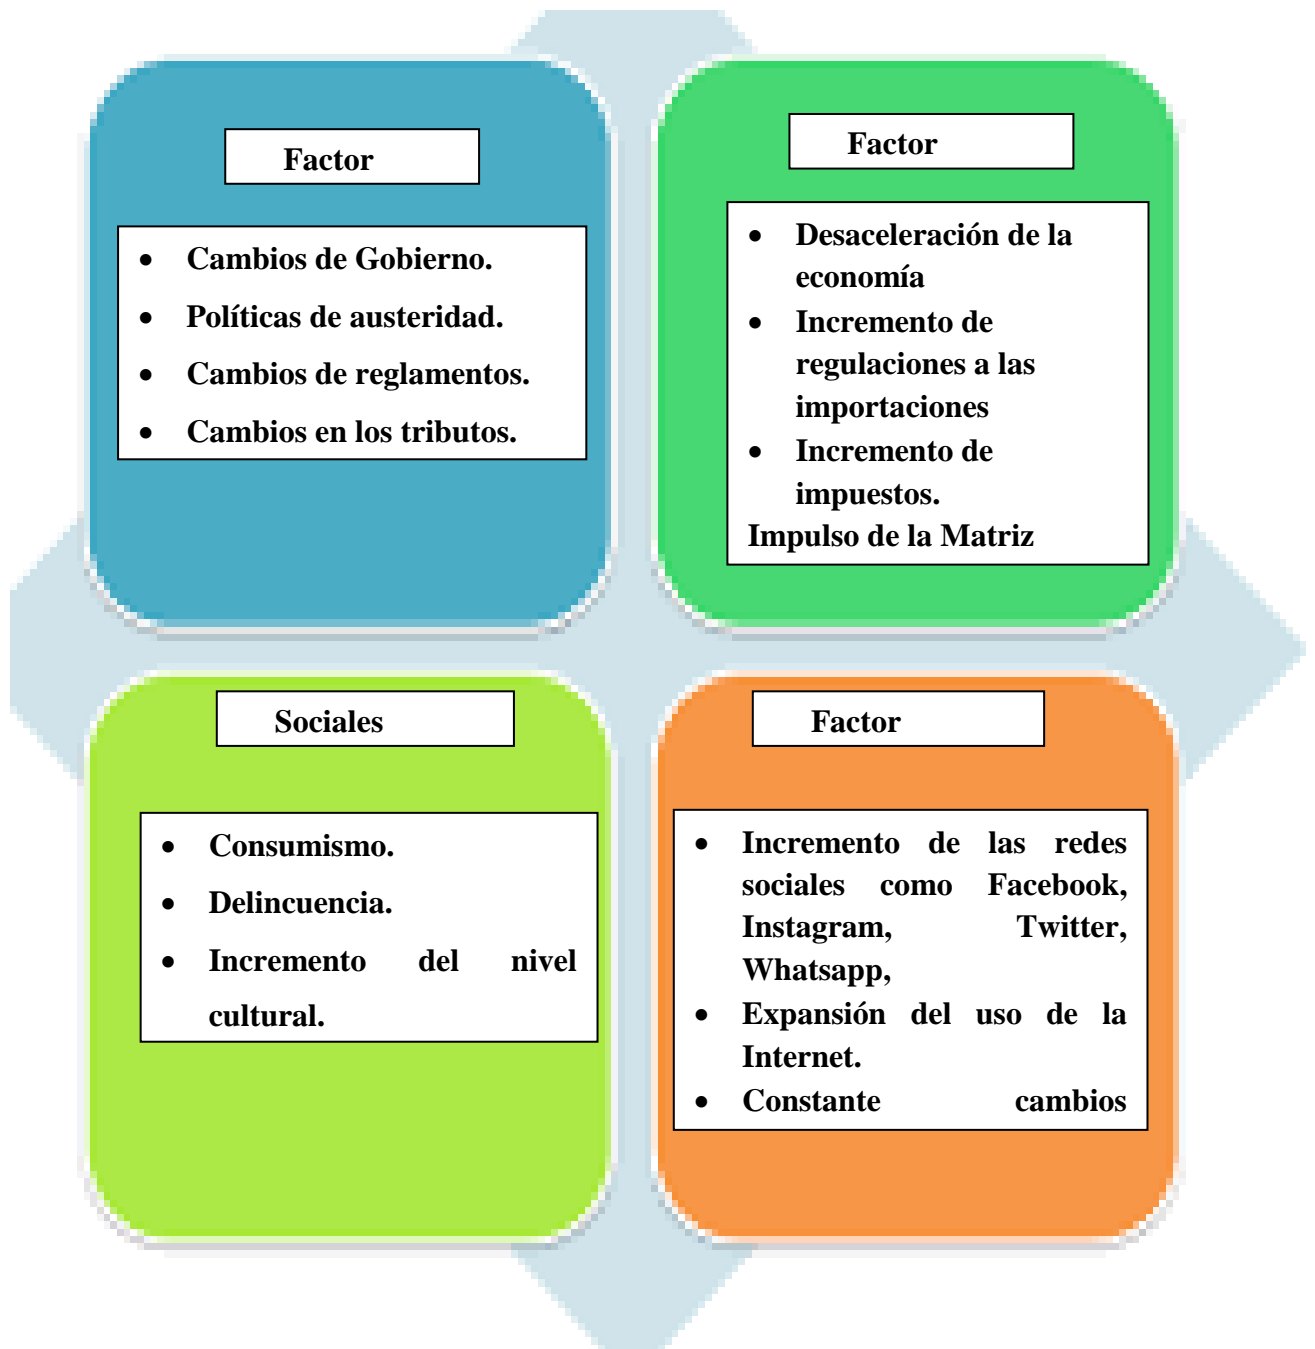 Factor
• Cambios de Gobierno.
• Políticas de austeridad.
• Cambios de reglamentos.
• Cambios en los tributos.
Factor
• Desaceleración de la
economía
• Incremento de
regulaciones a las
importaciones
• Incremento de
impuestos.
Impulso de la Matriz
Sociales
• Consumismo.
• Delincuencia.
• Incremento del nivel
cultural.
Factor
• Incremento de las redes
sociales como Facebook,
Instagram, Twitter,
Whatsapp,
• Expansión del uso de la
Internet.
• Constante cambios